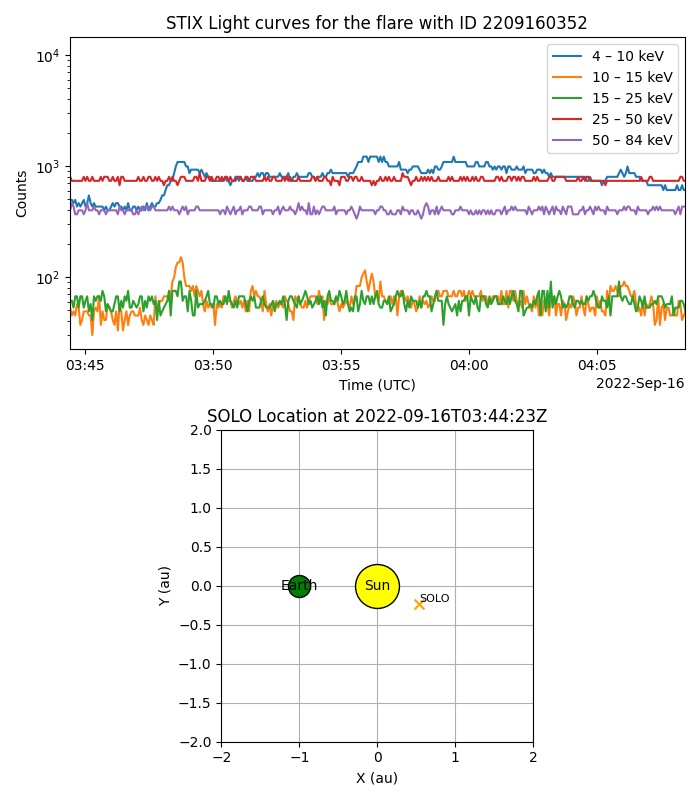 STIX Light curves for the flare with ID 2209160352
10⁴
10³
10²
Counts
4 – 10 keV
10 – 15 keV
15 – 25 keV
25 – 50 keV
50 – 84 keV
03:45 03:50 03:55 04:00 04:05
Time (UTC)
2022-Sep-16
SOLO Location at 2022-09-16T03:44:23Z
2.0
1.5
1.0
0.5
0.0
−0.5
−1.0
−1.5
−2.0
Y (au)
Earth
Sun
SOLO
−2 −1 0 1 2
X (au)